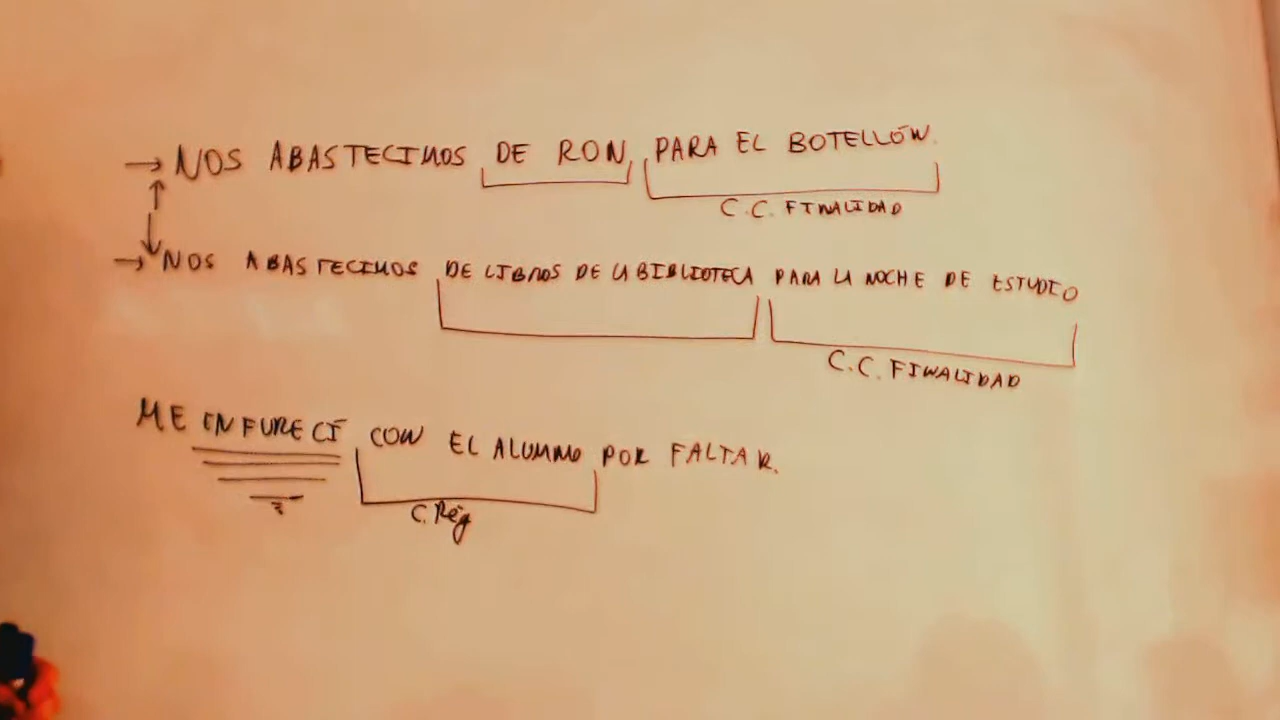 → NOS ABASTECIMOS DE RON PARA EL BOTELLÓN.
C.C. FINALIDAD
→ NOS ABASTECIMOS DE LIBROS DE LA BIBLIOTECA PARA LA NOCHE DE ESTUDIO
C.C. FINALIDAD
ME ENFURECÍ CON EL ALUMNO POR FALTAR.
C. Rég